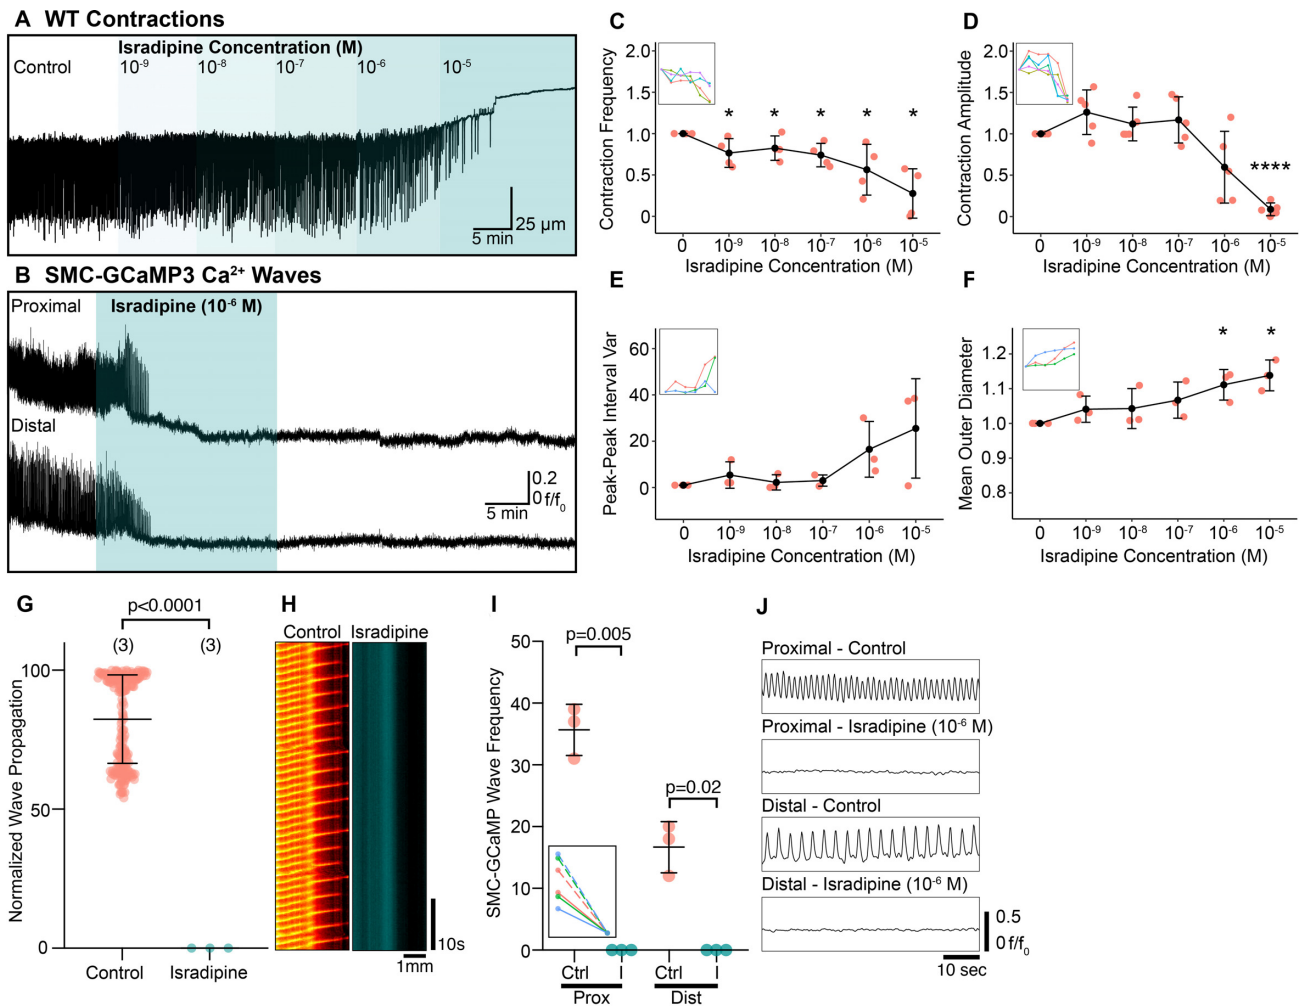 A WT Contractions
Isradipine Concentration (M)
Control 10⁻⁹ 10⁻⁸ 10⁻⁷ 10⁻⁶ 10⁻⁵
25 µm
5 min
B SMC-GCaMP3 Ca²⁺ Waves
Proximal Isradipine (10⁻⁶ M)
Distal
0.2
0 f/f₀
5 min
C
Contraction Frequency
2.0
1.5
1.0
0.5
0
* * * * *
0 10⁻⁹ 10⁻⁸ 10⁻⁷ 10⁻⁶ 10⁻⁵
Isradipine Concentration (M)
D
Contraction Amplitude
2.0
1.5
1.0
0.5
0
****
0 10⁻⁹ 10⁻⁸ 10⁻⁷ 10⁻⁶ 10⁻⁵
Isradipine Concentration (M)
E
Peak-Peak Interval Var
60
40
20
0
0 10⁻⁹ 10⁻⁸ 10⁻⁷ 10⁻⁶ 10⁻⁵
Isradipine Concentration (M)
F
Mean Outer Diameter
1.2
1.1
1.0
0.9
0.8
* *
0 10⁻⁹ 10⁻⁸ 10⁻⁷ 10⁻⁶ 10⁻⁵
Isradipine Concentration (M)
G
p<0.0001
(3) (3)
Normalized Wave Propagation
100
50
0
Control Isradipine
H
Control Isradipine
10s
1mm
I
SMC-GCaMP Wave Frequency
50
40
30
20
10
0
p=0.005
p=0.02
Ctrl I Ctrl I
Prox Dist
J
Proximal - Control
Proximal - Isradipine (10⁻⁶ M)
Distal - Control
Distal - Isradipine (10⁻⁶ M)
0.5
0 f/f₀
10 sec